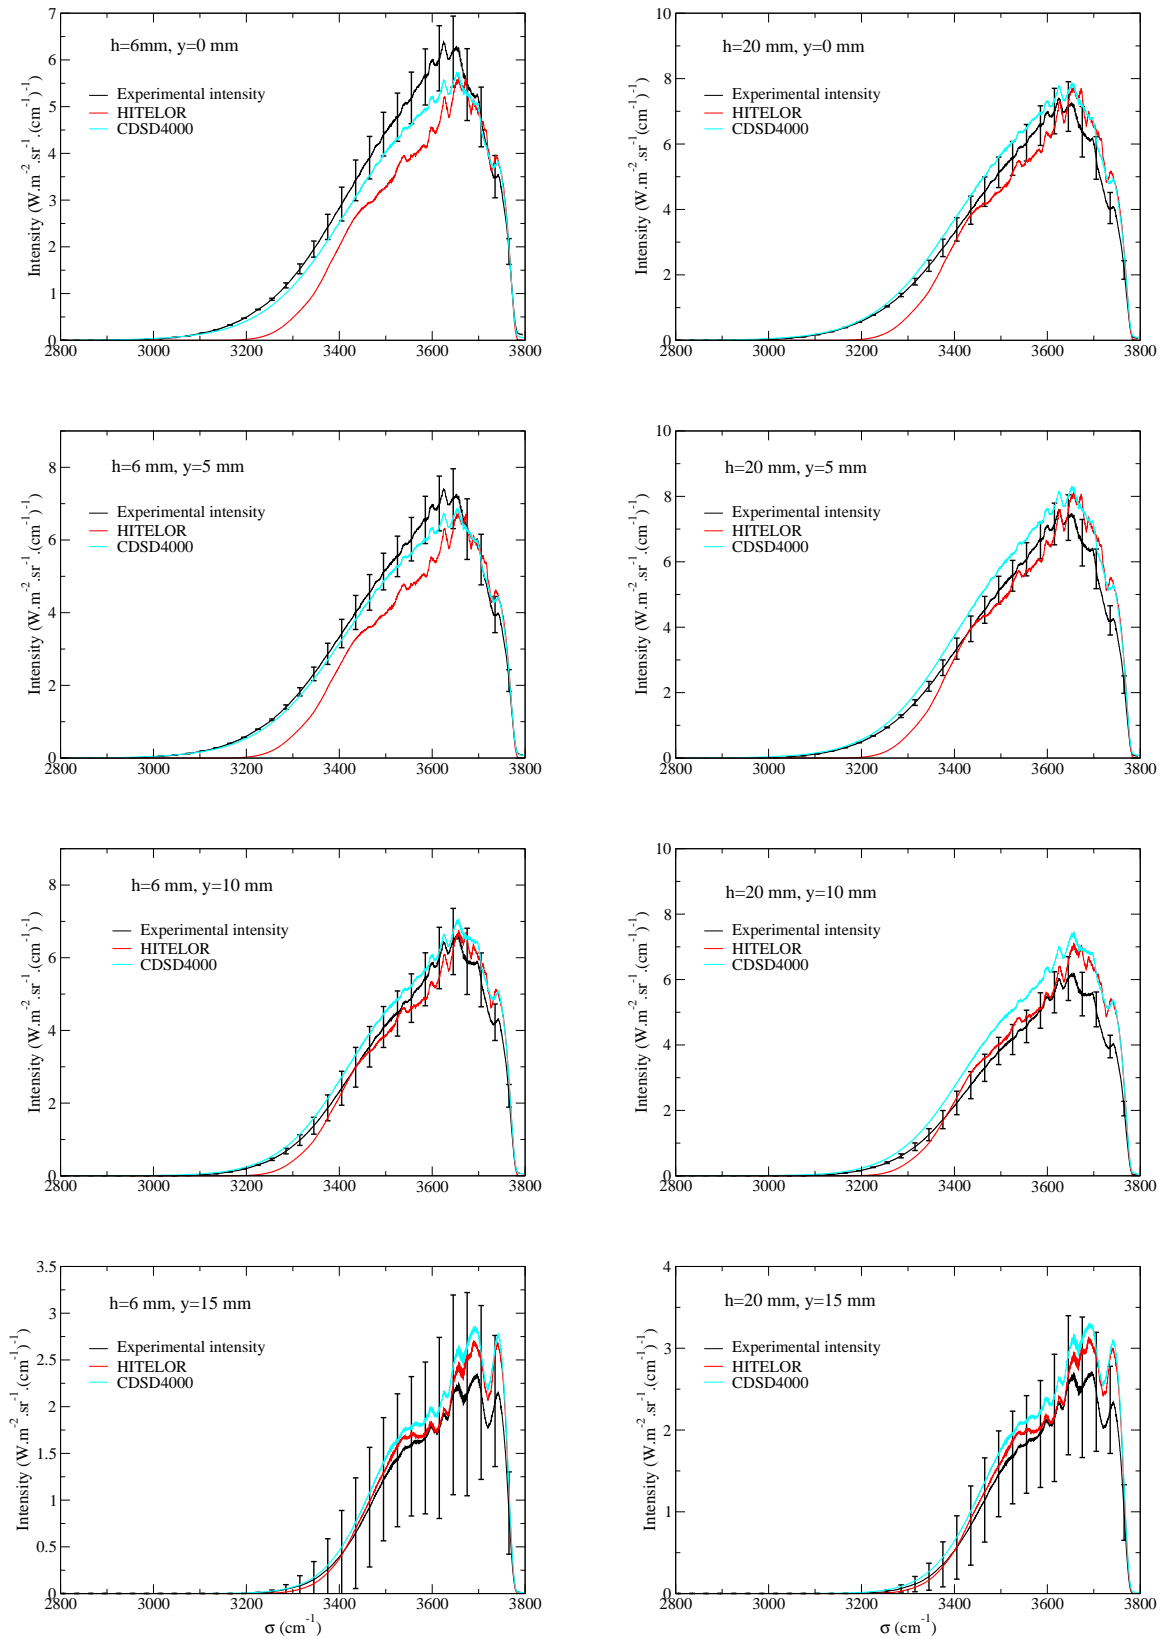 h=6mm, y=0 mm
Experimental intensity
HITELOR
CDSD4000
Intensity (W.m-2.sr-1.(cm-1)-1)
0
1
2
3
4
5
6
7
2800
3000
3200
3400
3600
3800
h=20 mm, y=0 mm
Experimental intensity
HITELOR
CDSD4000
Intensity (W.m-2.sr-1(cm-1)-1)
0
2
4
6
8
10
2800
3000
3200
3400
3600
3800
h=6 mm, y=5 mm
Experimental intensity
HITELOR
CDSD4000
Intensity (W.m-2.sr-1.(cm-1)-1)
0
2
4
6
8
2800
3000
3200
3400
3600
3800
h=20 mm, y=5 mm
Experimental intensity
HITELOR
CDSD4000
Intensity (W.m-2.sr-1.(cm-1)-1)
0
2
4
6
8
10
2800
3000
3200
3400
3600
3800
h=6 mm, y=10 mm
Experimental intensity
HITELOR
CDSD4000
Intensity (W.m-2.sr-1.(cm-1)-1)
0
2
4
6
8
2800
3000
3200
3400
3600
3800
h=20 mm, y=10 mm
Experimental intensity
HITELOR
CDSD4000
Intensity (W.m-2.sr-1.(cm-1)-1)
0
2
4
6
8
10
2800
3000
3200
3400
3600
3800
h=6 mm, y=15 mm
Experimental intensity
HITELOR
CDSD4000
Intensity (W.m-2.sr-1.(cm-1)-1)
0
0.5
1
1.5
2
2.5
3
3.5
2800
3000
3200
3400
3600
3800
σ (cm-1)
h=20 mm, y=15 mm
Experimental intensity
HITELOR
CDSD4000
Intensity (W.m-2.sr-1.(cm-1)-1)
0
1
2
3
4
2800
3000
3200
3400
3600
3800
σ (cm-1)